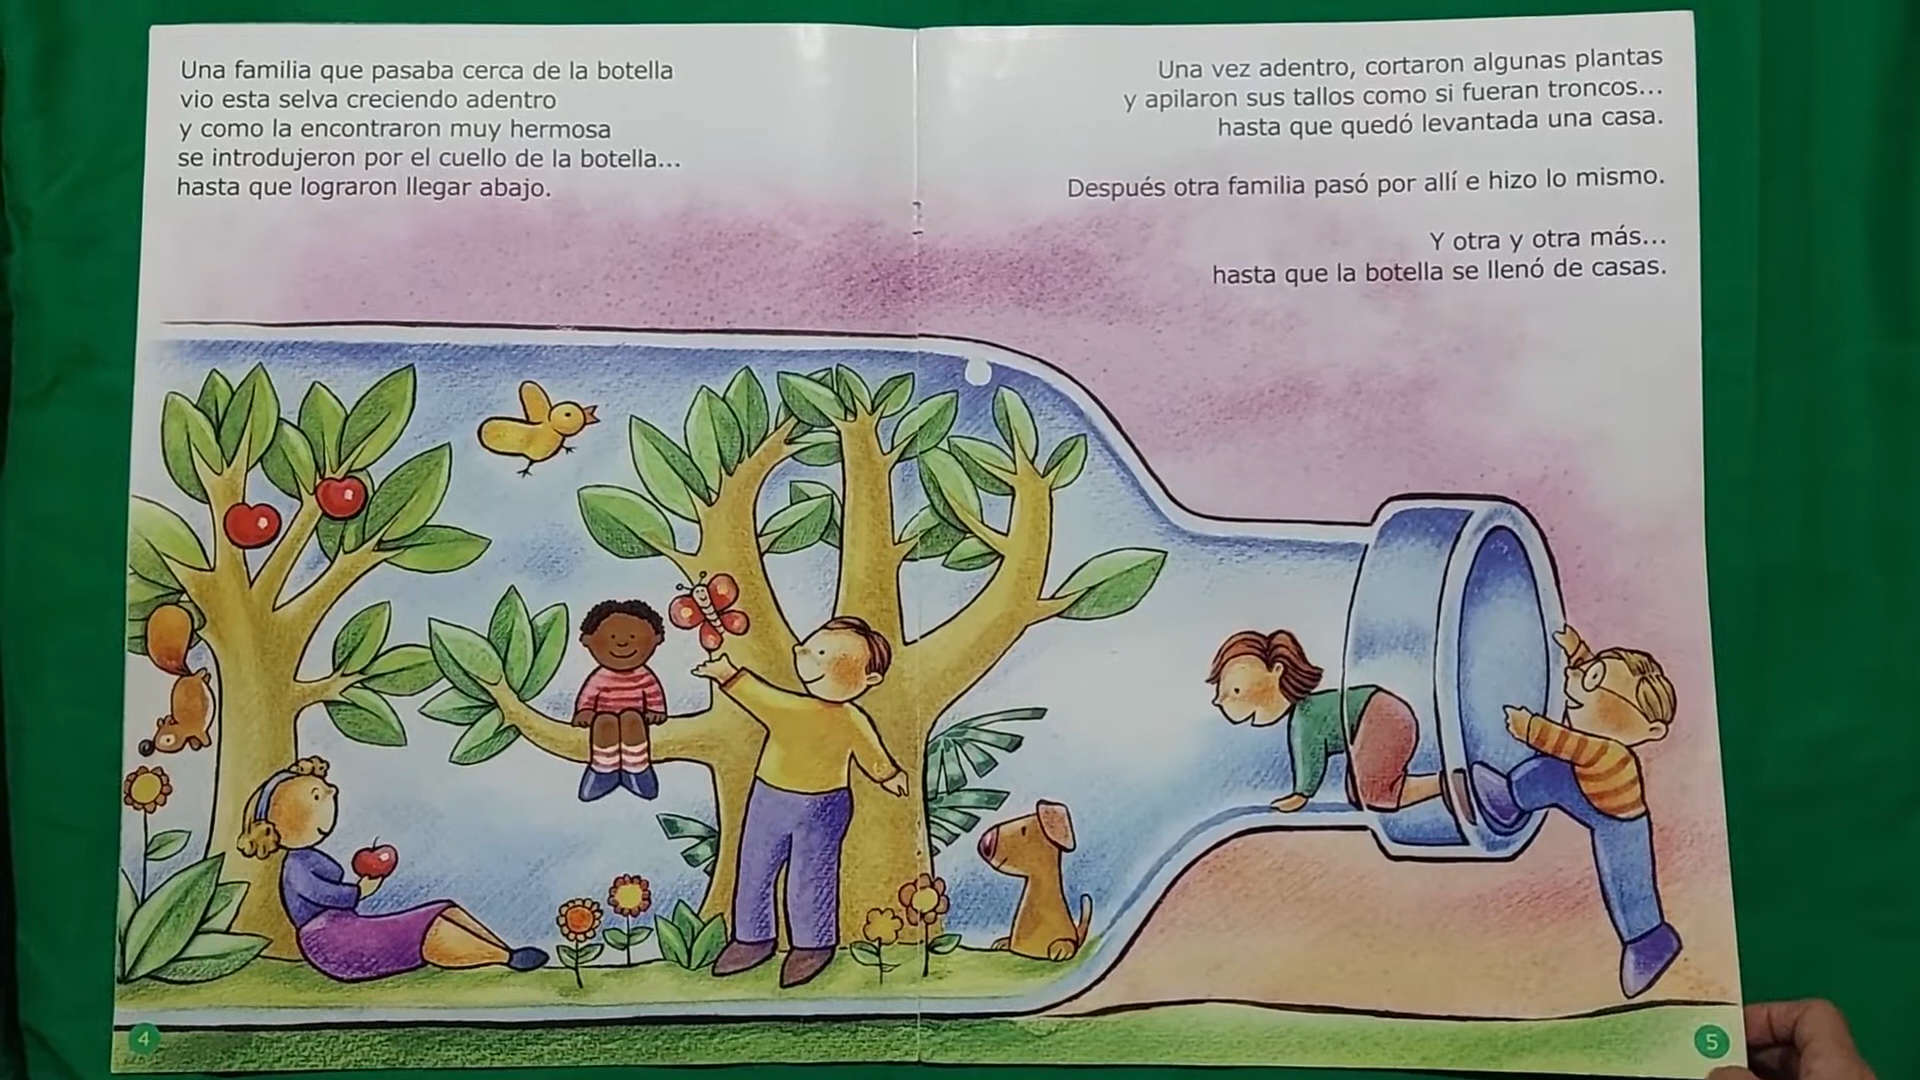 Una familia que pasaba cerca de la botella
vio esta selva creciendo adentro
y como la encontraron muy hermosa
se introdujeron por el cuello de la botella...
hasta que lograron llegar abajo.
Una vez adentro, cortaron algunas plantas
y apilaron sus tallos como si fueran troncos...
hasta que quedó levantada una casa.
Después otra familia pasó por allí e hizo lo mismo.
Y otra y otra más...
hasta que la botella se llenó de casas.
4
5